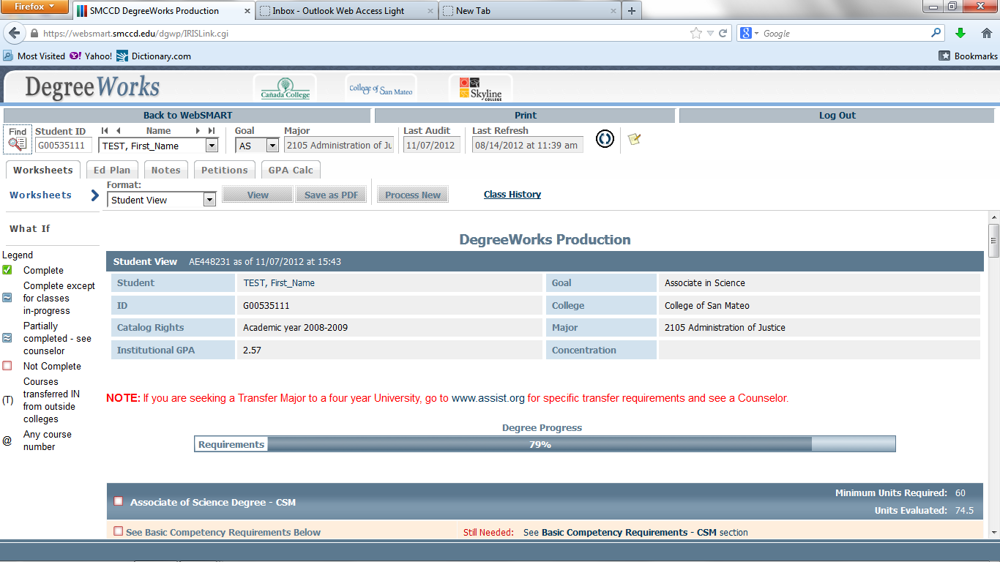 Firefox
SMCCD DegreeWorks Production
Inbox - Outlook Web Access Light
New Tab
https://websmart.smccd.edu/dgwp/IRISLink.cgi
Google
Most Visited Yahoo! Dictionary.com
Bookmarks
DegreeWorks
Cañada College
College of San Mateo
Skyline
COLLEGE
Back to WebSMART Print Log Out
Find Student ID Name Goal Major Last Audit Last Refresh
G00535111 TEST, First_Name AS 2105 Administration of Ju 11/07/2012 08/14/2012 at 11:39 am
Worksheets Ed Plan Notes Petitions GPA Calc
Format:
Worksheets Student View View Save as PDF Process New Class History
What If
Legend
Complete
Complete except
for classes
in-progress
Partially
completed - see
counselor
Not Complete
(T) Courses
transferred IN
from outside
colleges
@ Any course
number
DegreeWorks Production
Student View AE448231 as of 11/07/2012 at 15:43
Student TEST, First_Name Goal Associate in Science
ID G00535111 College College of San Mateo
Catalog Rights Academic year 2008-2009 Major 2105 Administration of Justice
Institutional GPA 2.57 Concentration
NOTE: If you are seeking a Transfer Major to a four year University, go to www.assist.org for specific transfer requirements and see a Counselor.
Degree Progress
Requirements 79%
Associate of Science Degree - CSM
Minimum Units Required: 60
Units Evaluated: 74.5
See Basic Competency Requirements Below Still Needed: See Basic Competency Requirements - CSM section